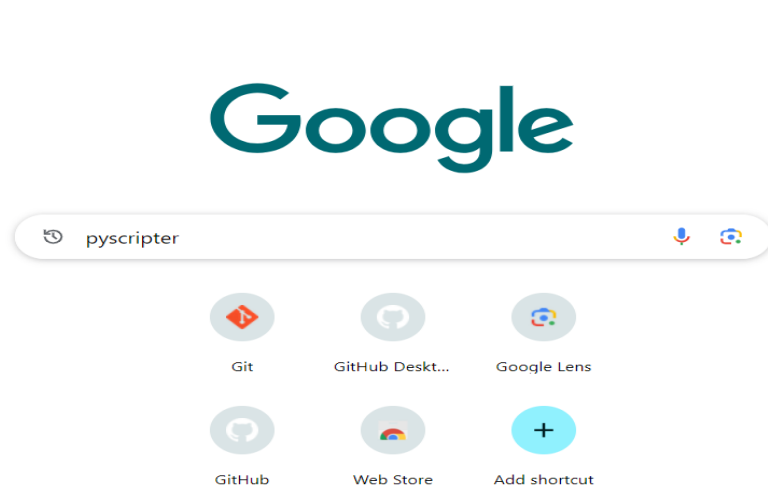 Google
pyscripter
Git
GitHub Deskt...
Google Lens
GitHub
Web Store
Add shortcut